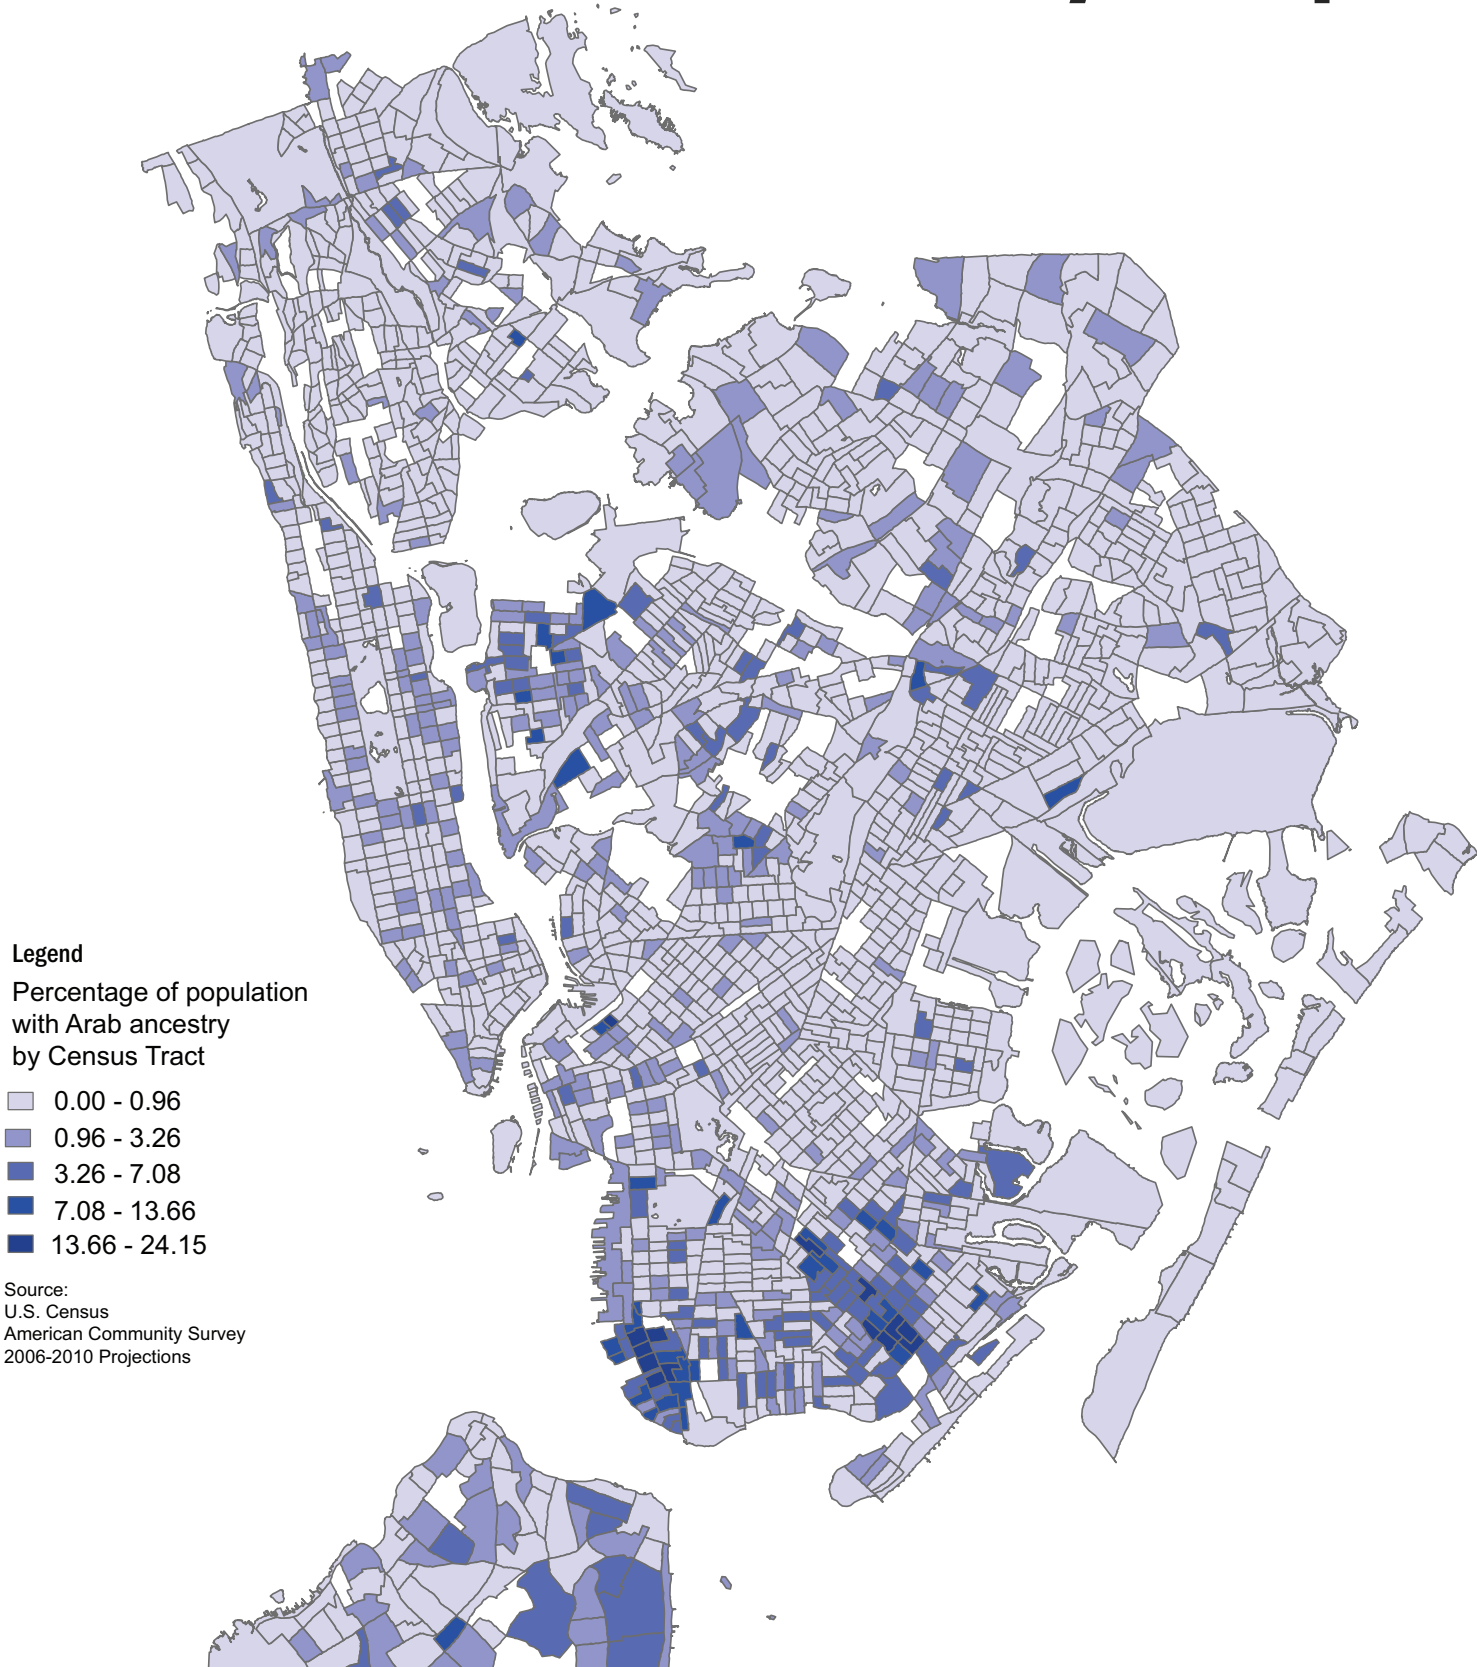 Legend
Percentage of population
with Arab ancestry
by Census Tract
0.00 - 0.96
0.96 - 3.26
3.26 - 7.08
7.08 - 13.66
13.66 - 24.15
Source:
U.S. Census
American Community Survey
2006-2010 Projections